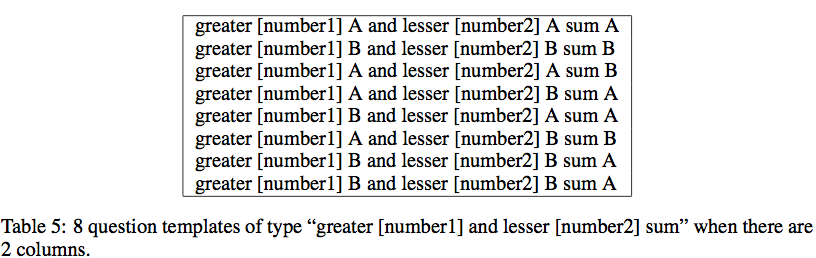 greater [number1] A and lesser [number2] A sum A
greater [number1] B and lesser [number2] B sum B
greater [number1] A and lesser [number2] A sum B
greater [number1] A and lesser [number2] B sum A
greater [number1] B and lesser [number2] A sum A
greater [number1] A and lesser [number2] B sum B
greater [number1] B and lesser [number2] B sum A
greater [number1] B and lesser [number2] B sum A
Table 5: 8 question templates of type “greater [number1] and lesser [number2] sum” when there are
2 columns.